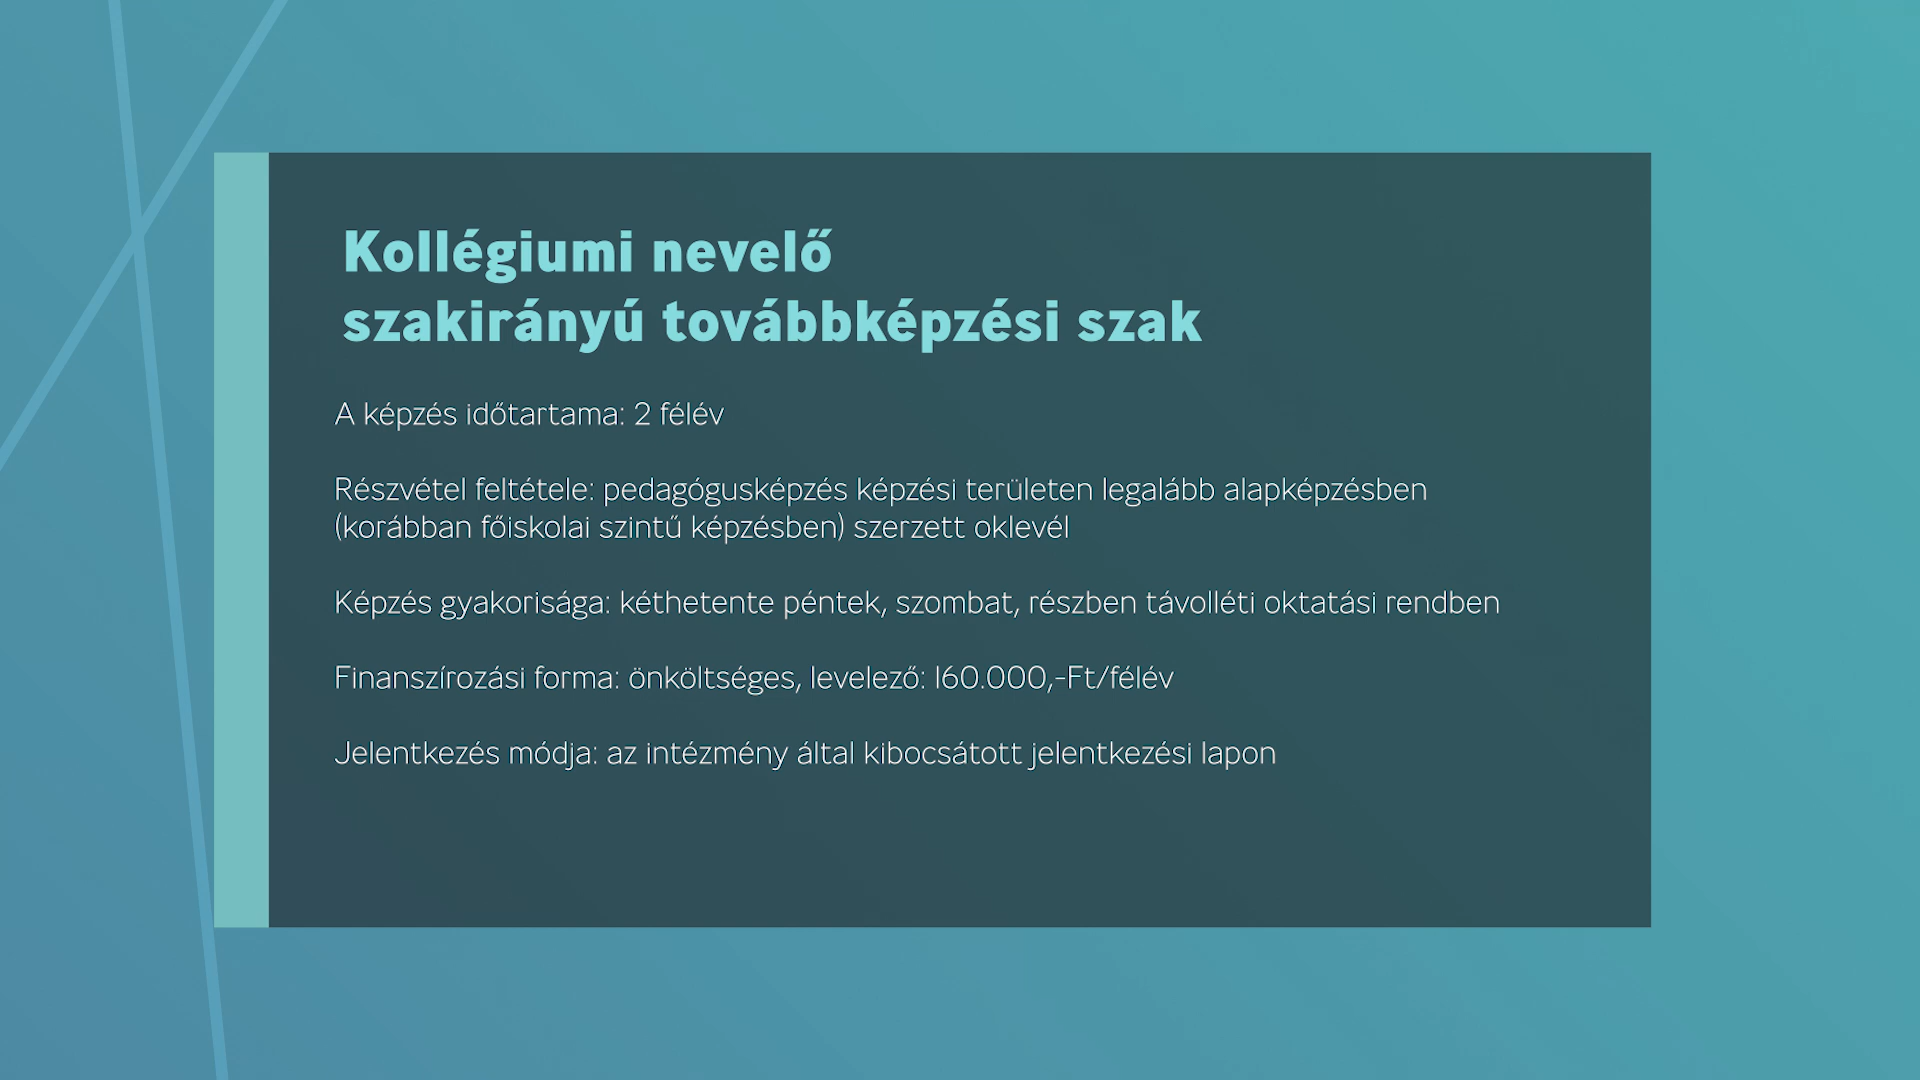 Kollégiumi nevelő
szakirányú továbbképzési szak
A képzés időtartama: 2 félév
Részvétel feltétele: pedagógusképzés képzési területen legalább alapképzésben
(korábban főiskolai szintű képzésben) szerzett oklevél
Képzés gyakorisága: kéthetente péntek, szombat, részben távolléti oktatási rendben
Finanszírozási forma: önköltséges, levelező: 160.000,-Ft/félév
Jelentkezés módja: az intézmény által kibocsátott jelentkezési lapon